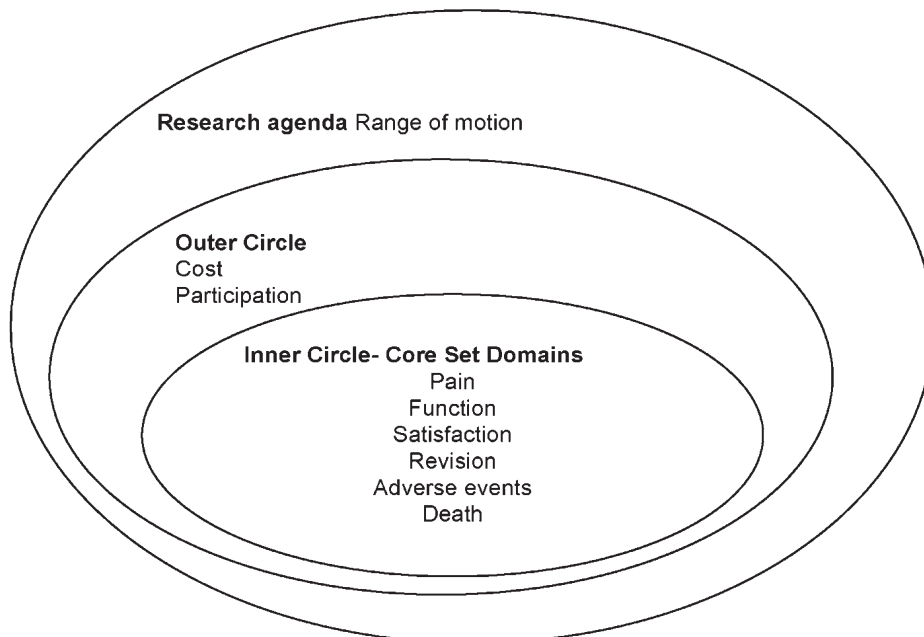 Research agenda Range of motion
Outer Circle
Cost
Participation
Inner Circle- Core Set Domains
Pain
Function
Satisfaction
Revision
Adverse events
Death